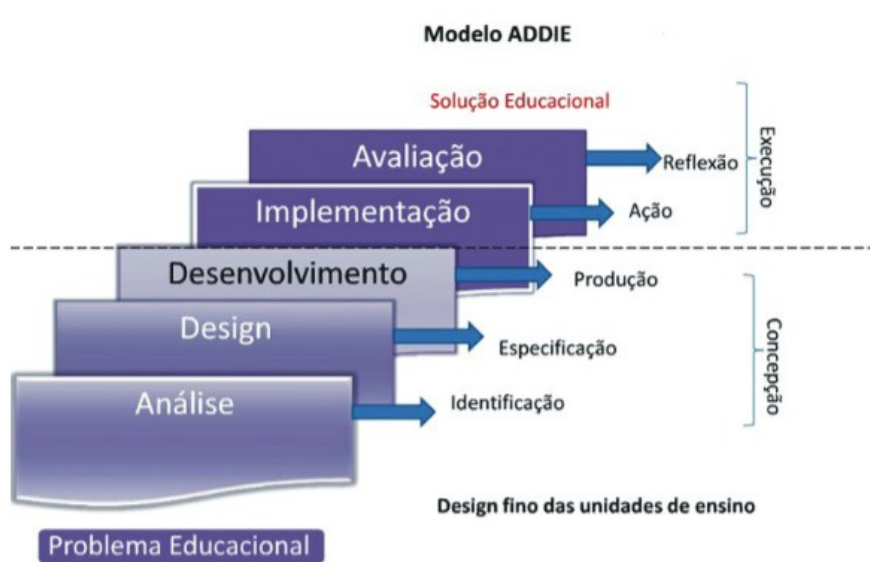 Modelo ADDIE
Solução Educacional
Avaliação
Reflexão
Implementação
Ação
Execução
Desenvolvimento
Produção
Design
Especificação
Análise
Identificação
Concepção
Design fino das unidades de ensino
Problema Educacional